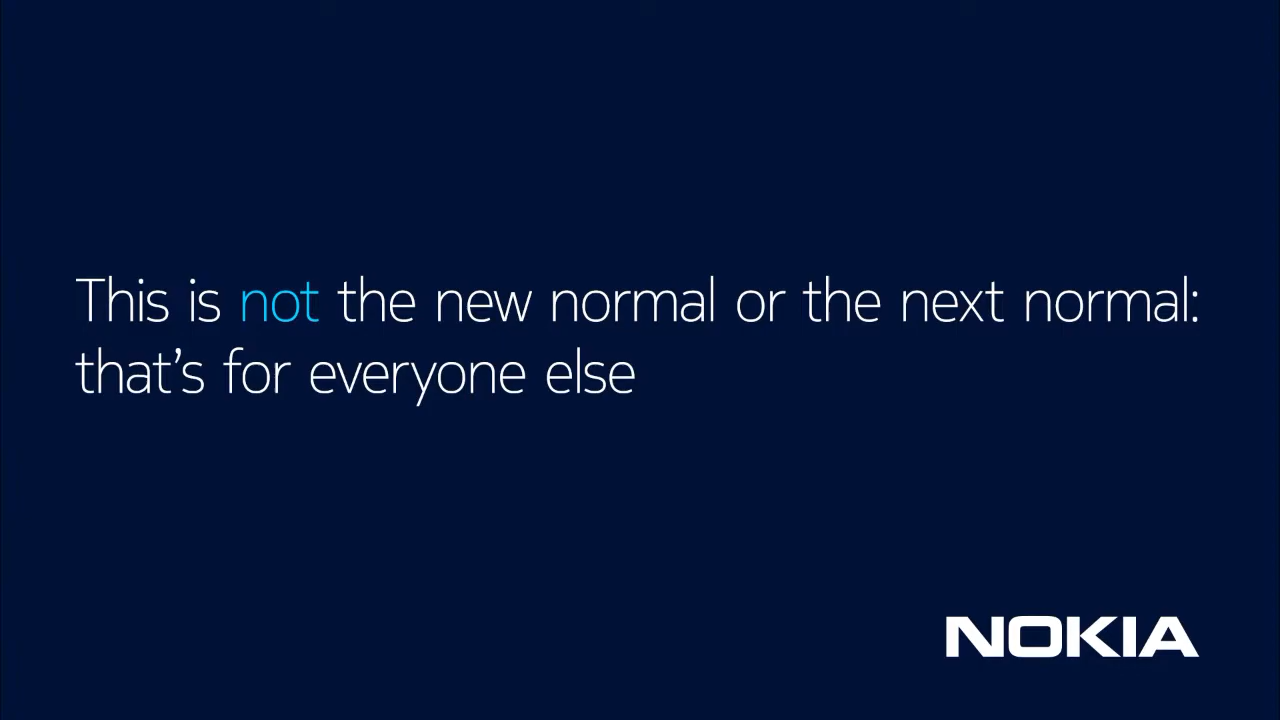 This is not the new normal or the next normal:
that’s for everyone else
NOKIA